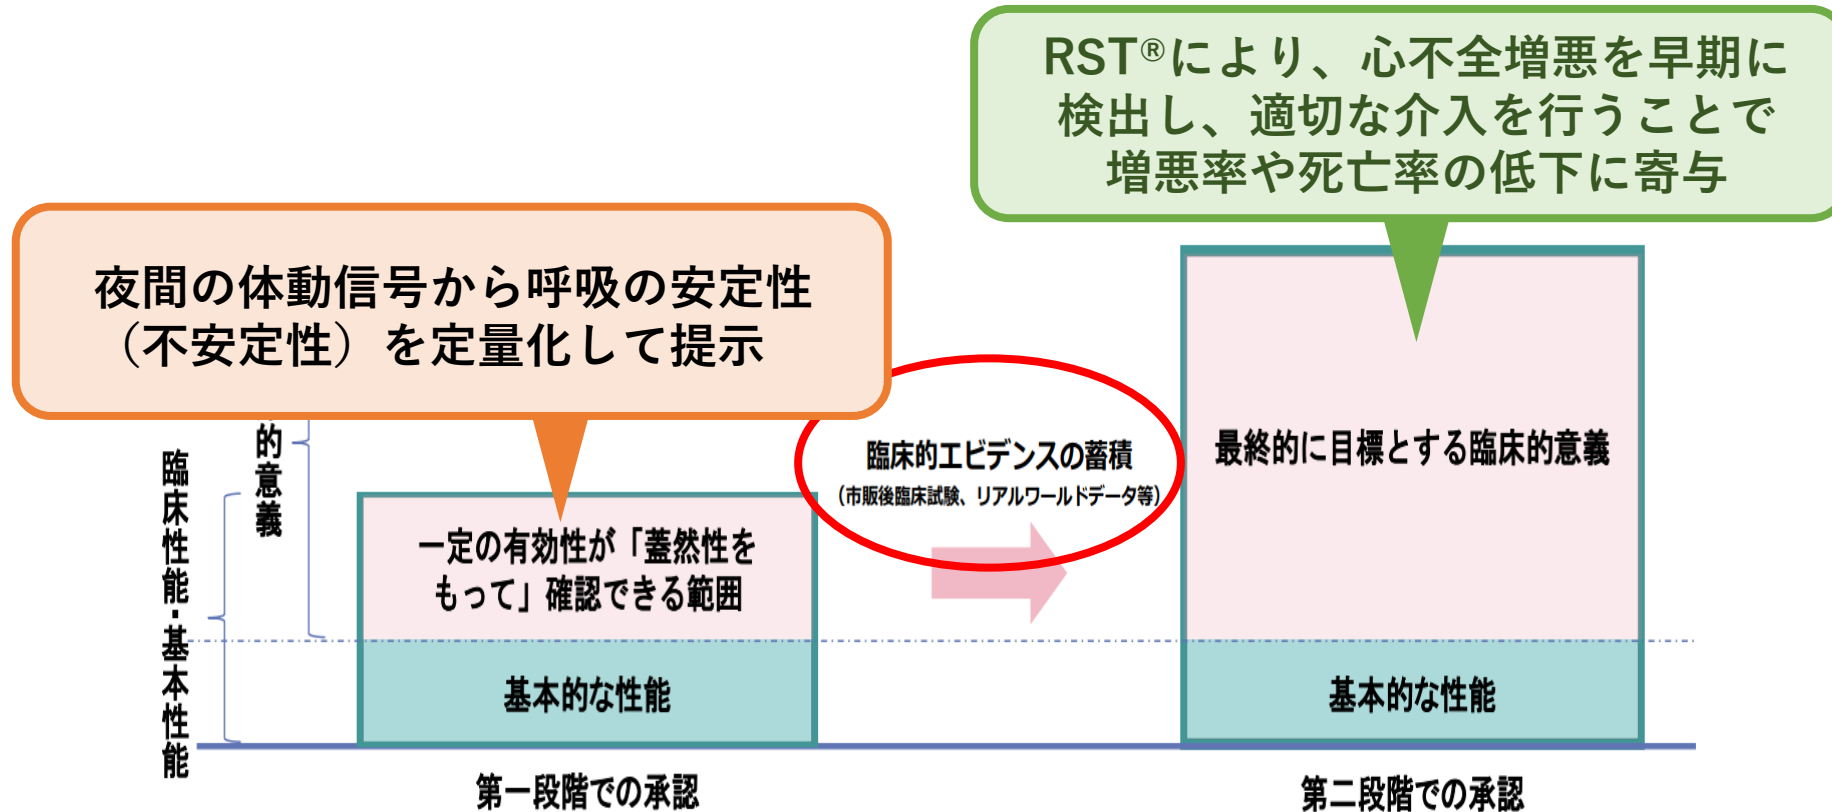 RST®により、心不全増悪を早期に
検出し、適切な介入を行うことで
増悪率や死亡率の低下に寄与
夜間の体動信号から呼吸の安定性
（不安定性）を定量化して提示
的意義
臨床性能・基本性能
臨床的エビデンスの蓄積
（市販後臨床試験、リアルワールドデータ等）
最終的に目標とする臨床的意義
一定の有効性が「蓋然性を
もって」確認できる範囲
基本的な性能
基本的な性能
第一段階での承認
第二段階での承認